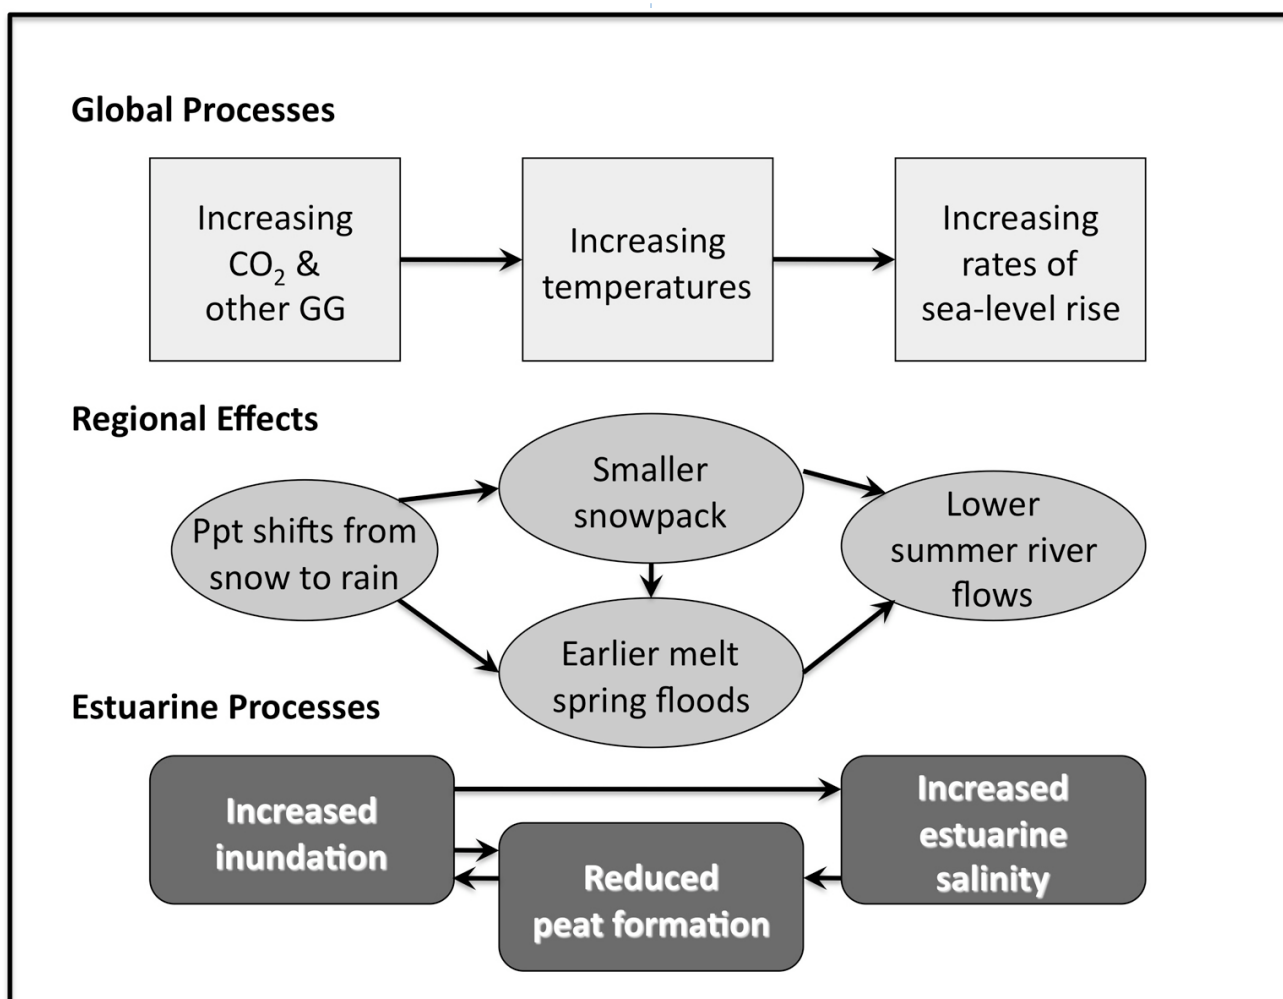 Global Processes
Increasing
CO₂ &
other GG
Increasing
temperatures
Increasing
rates of
sea-level rise
Regional Effects
Ppt shifts from
snow to rain
Smaller
snowpack
Earlier melt
spring floods
Lower
summer river
flows
Estuarine Processes
Increased
inundation
Reduced
peat formation
Increased
estuarine
salinity